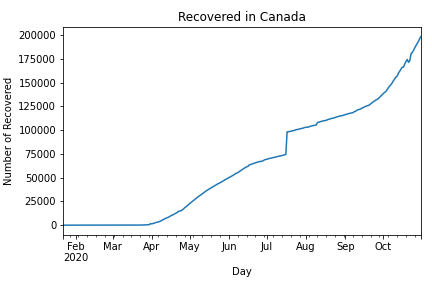 Recovered in Canada
Number of Recovered
200000
175000
150000
125000
100000
75000
50000
25000
0
Feb Mar Apr May Jun Jul Aug Sep Oct
2020
Day